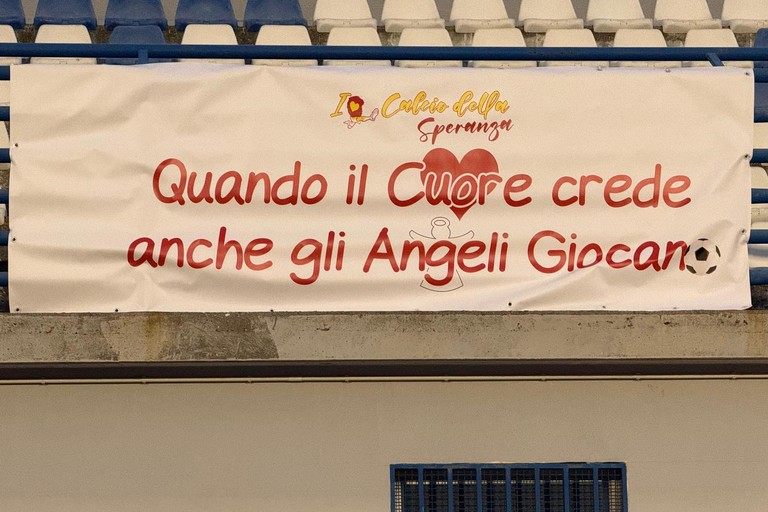 I Calcio della
Speranza
Quando il Cuore crede
anche gli Angeli Giocano